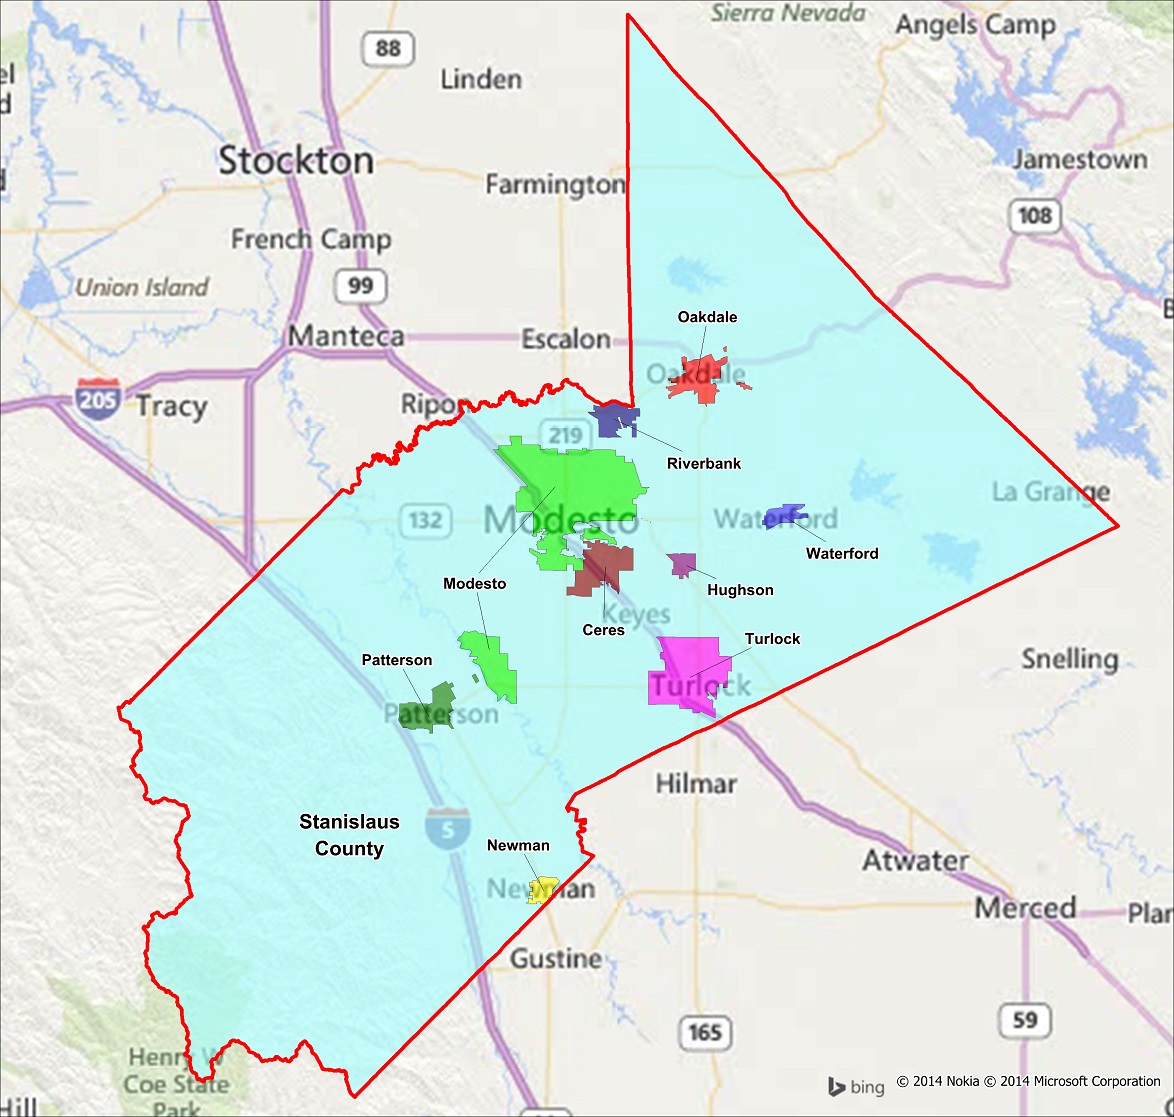 Sierra Nevada
Angels Camp
88
Linden
Stockton
Jamestown
Farmington
108
French Camp
99
Union Island
Oakdale
Manteca
Escalon
Oakdale
205
Tracy
Ripon
219
Riverbank
La Grange
132
Modesto
Waterford
Waterford
Modesto
Hughson
Keyes
Ceres
Turlock
Patterson
Snelling
Turlock
Patterson
Hilmar
Stanislaus
County
5
Newman
Atwater
Newman
Merced
Gustine
59
165
Henry W
Coe State
Park
bing
© 2014 Nokia © 2014 Microsoft Corporation